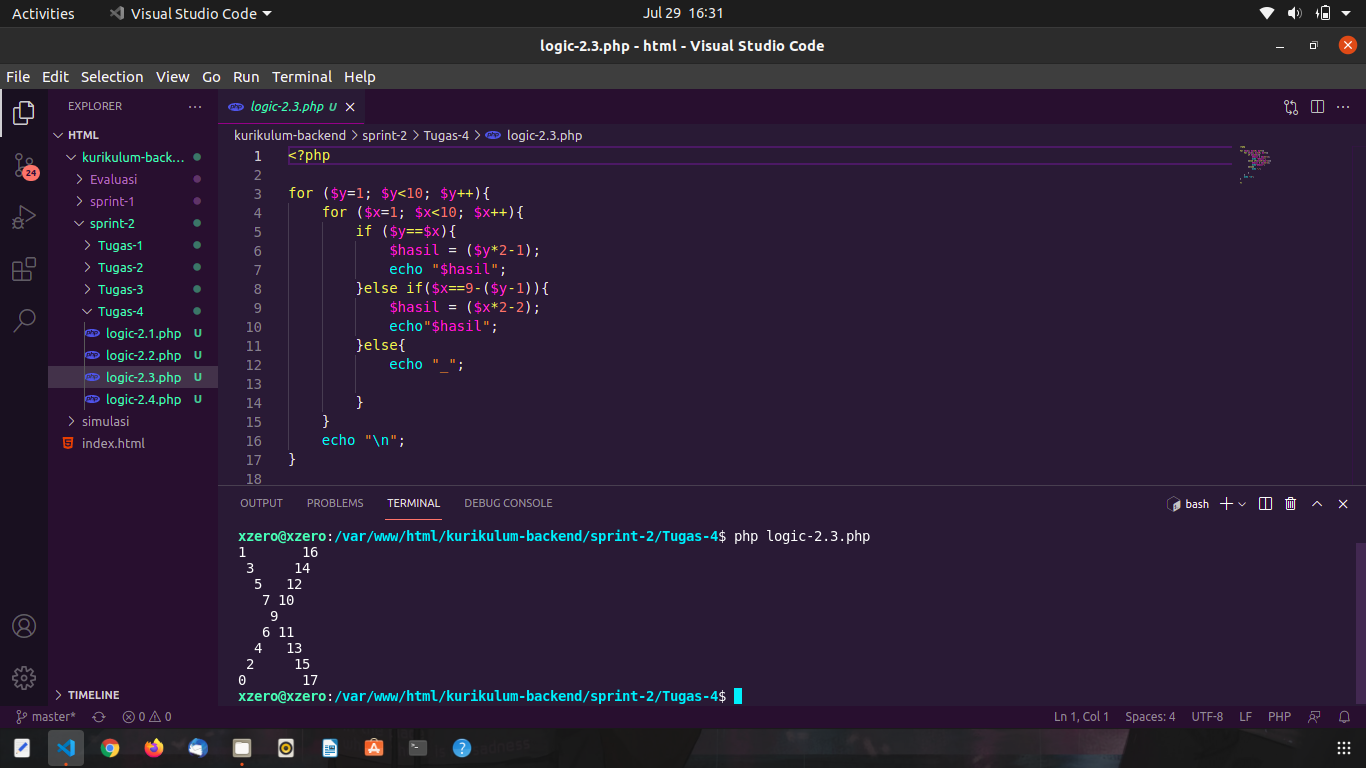 Activities Visual Studio Code Jul 29 16:31
logic-2.3.php - html - Visual Studio Code
File Edit Selection View Go Run Terminal Help
EXPLORER
HTML
kurikulum-back...
Evaluasi
sprint-1
sprint-2
Tugas-1
Tugas-2
Tugas-3
Tugas-4
logic-2.1.php U
logic-2.2.php U
logic-2.3.php U
logic-2.4.php U
simulasi
index.html
TIMELINE
24
php logic-2.3.php U
kurikulum-backend > sprint-2 > Tugas-4 > php logic-2.3.php
1 <?php
2
3 for ($y=1; $y<10; $y++){
4     for ($x=1; $x<10; $x++){
5         if ($y==$x){
6             $hasil = ($y*2-1);
7             echo "$hasil";
8         }else if($x==9-($y-1)){
9             $hasil = ($x*2-2);
10             echo"$hasil";
11         }else{
12             echo "_";
13
14         }
15     }
16     echo "\n";
17 }
18
OUTPUT PROBLEMS TERMINAL DEBUG CONSOLE bash
xzero@xzero:/var/www/html/kurikulum-backend/sprint-2/Tugas-4$ php logic-2.3.php
1       16
 3     14
  5   12
   7 10
    9
   6 11
  4   13
 2     15
0       17
xzero@xzero:/var/www/html/kurikulum-backend/sprint-2/Tugas-4$
master* 0 0 Ln 1, Col 1 Spaces: 4 UTF-8 LF PHP